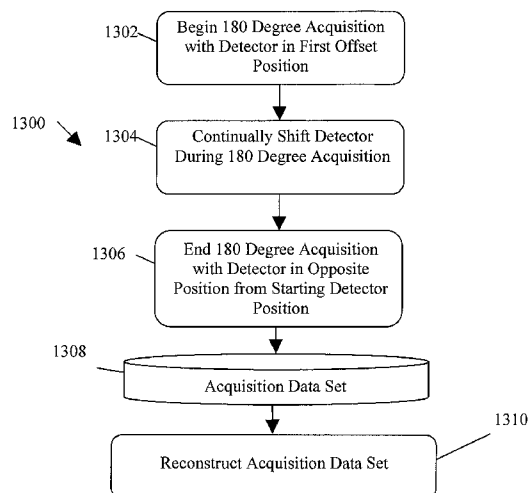 1302
Begin 180 Degree Acquisition
with Detector in First Offset
Position
1300
1304
Continually Shift Detector
During 180 Degree Acquisition
1306
End 180 Degree Acquisition
with Detector in Opposite
Position from Starting Detector
Position
1308
Acquisition Data Set
1310
Reconstruct Acquisition Data Set